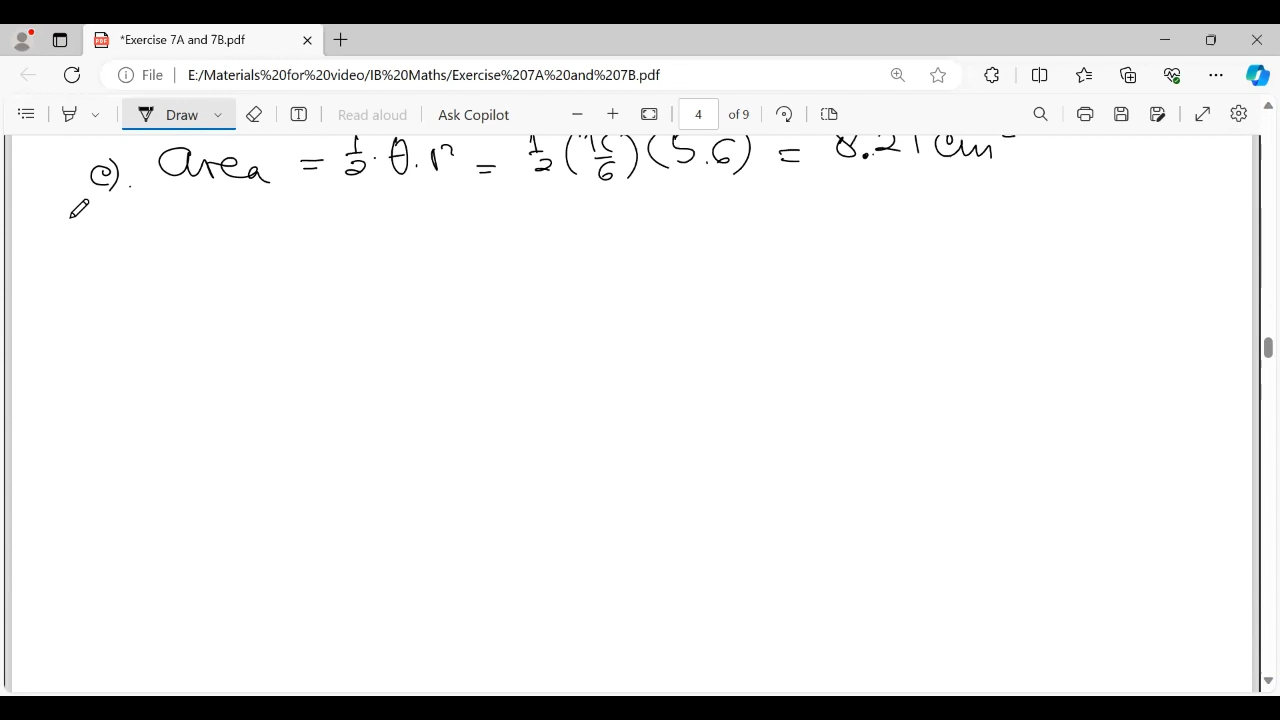 *Exercise 7A and 7B.pdf
File E:/Materials%20for%20video/IB%20Maths/Exercise%207A%20and%207B.pdf
Draw Read aloud Ask Copilot 4 of 9
c). area = 1/2 · θ. r² = 1/2 (π/6) (5.6) = 8.21 cm²